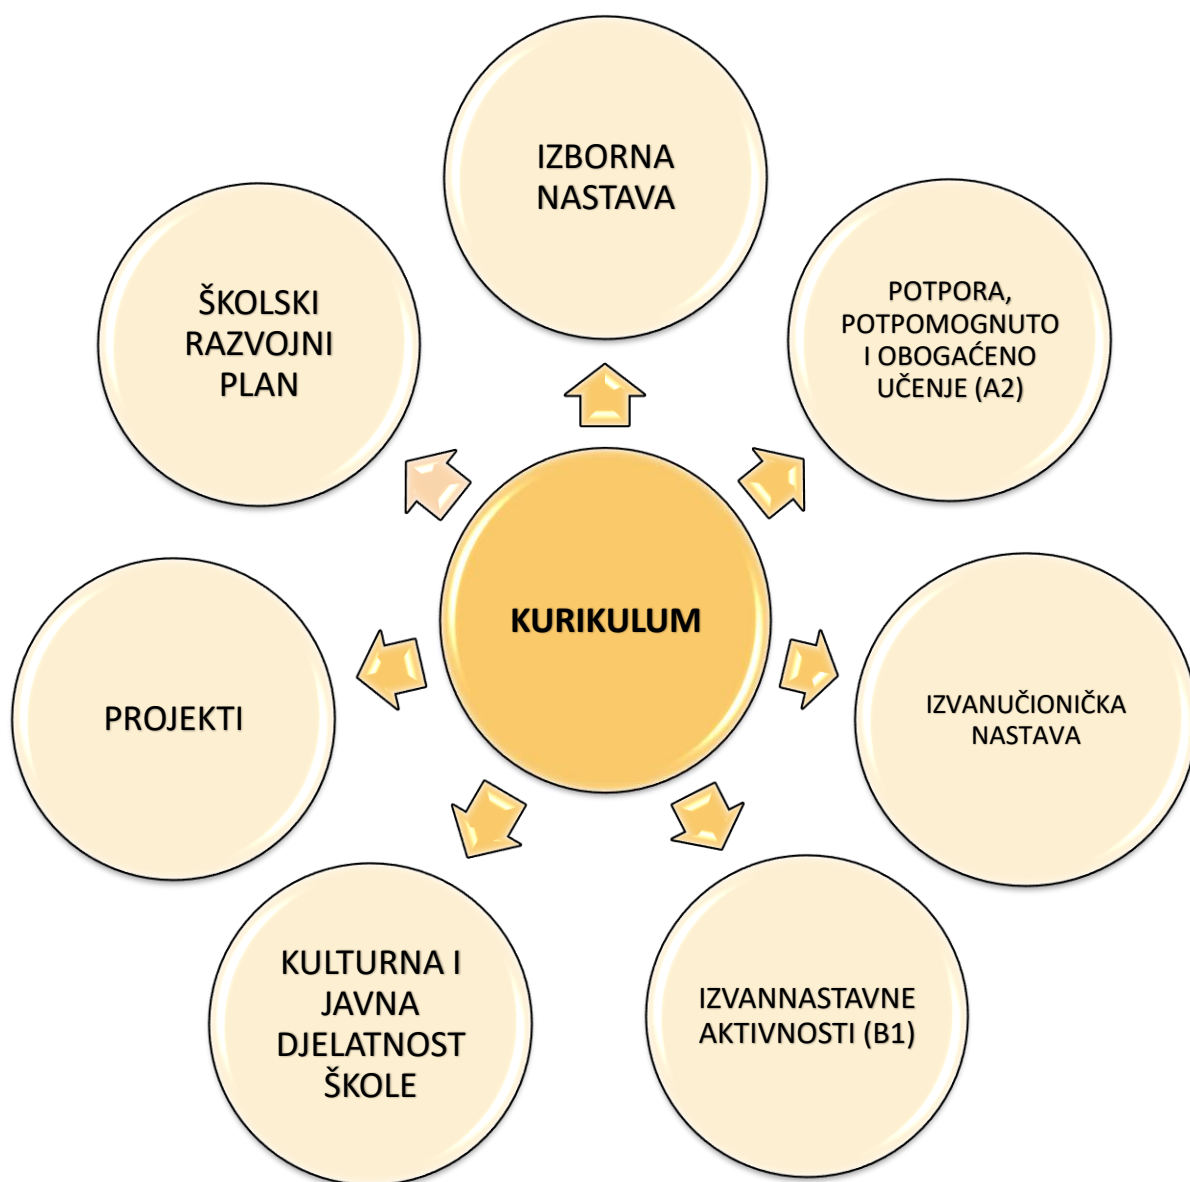 IZBORNA
NASTAVA
POTPORA,
POTPOMOGNUTO
I OBOGAĆENO
UČENJE (A2)
IZVANUČIONIČKA
NASTAVA
IZVANNASTAVNE
AKTIVNOSTI (B1)
KULTURNA I
JAVNA
DJELATNOST
ŠKOLE
PROJEKTI
ŠKOLSKI
RAZVOJNI
PLAN
KURIKULUM